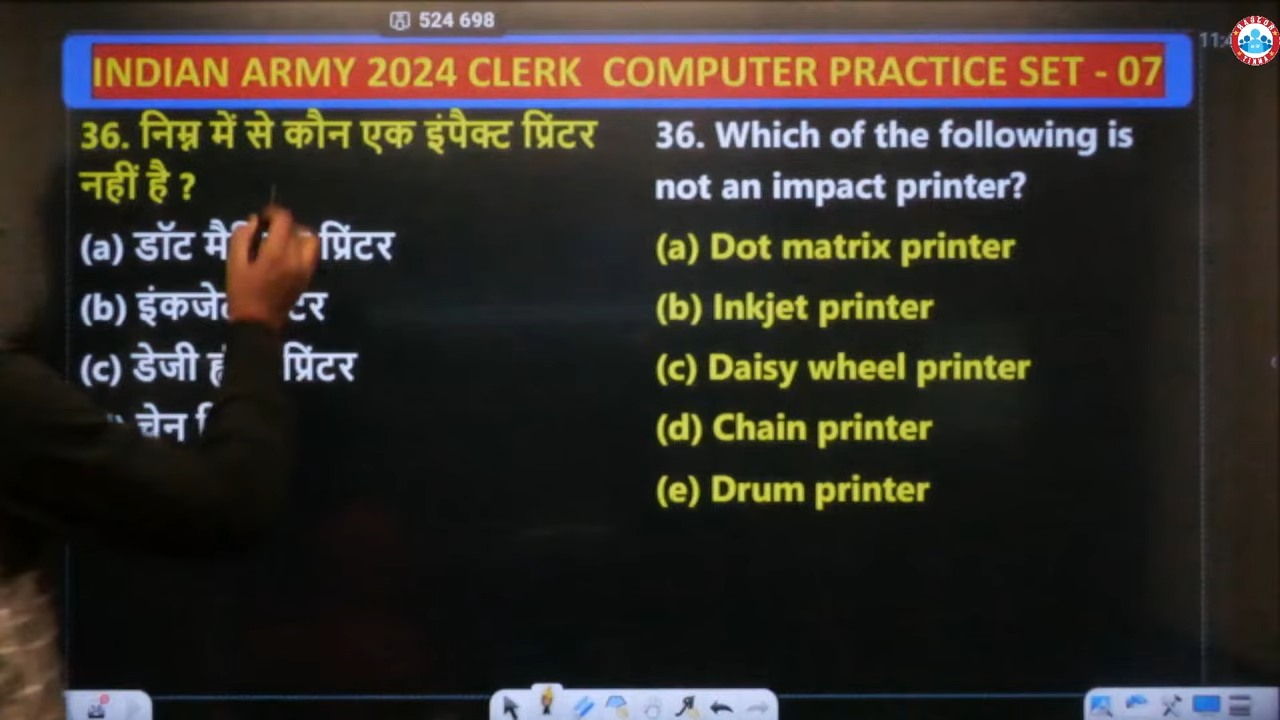 524 698
11:4
INDIAN ARMY 2024 CLERK COMPUTER PRACTICE SET - 07
36. निम्न में से कौन एक इंपैक्ट प्रिंटर
नहीं है ?
(a) डॉट प्रिंटर
(b)
(c) डेजी प्रिंटर
चेन
36. Which of the following is
not an impact printer?
(a) Dot matrix printer
(b) Inkjet printer
(c) Daisy wheel printer
(d) Chain printer
(e) Drum printer